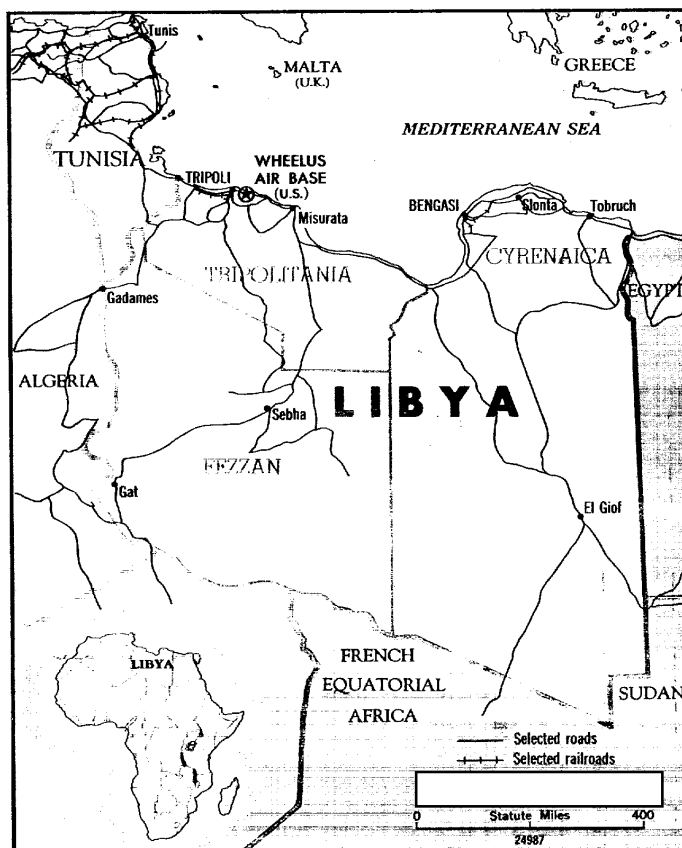 Tunis
MALTA
(U.K.)
GREECE
MEDITERRANEAN SEA
TUNISIA
TRIPOLI
WHEELUS
AIR BASE
(U.S.)
Misurata
BENGASI
Slonta
Tobruch
CYRENAICA
TRIPOLITANIA
EGYPT
Gadames
ALGERIA
LIBYA
Sebha
FEZZAN
Gat
El Giof
LIBYA
FRENCH
EQUATORIAL
AFRICA
SUDAN
Selected roads
Selected railroads
0 Statute Miles 400
24987